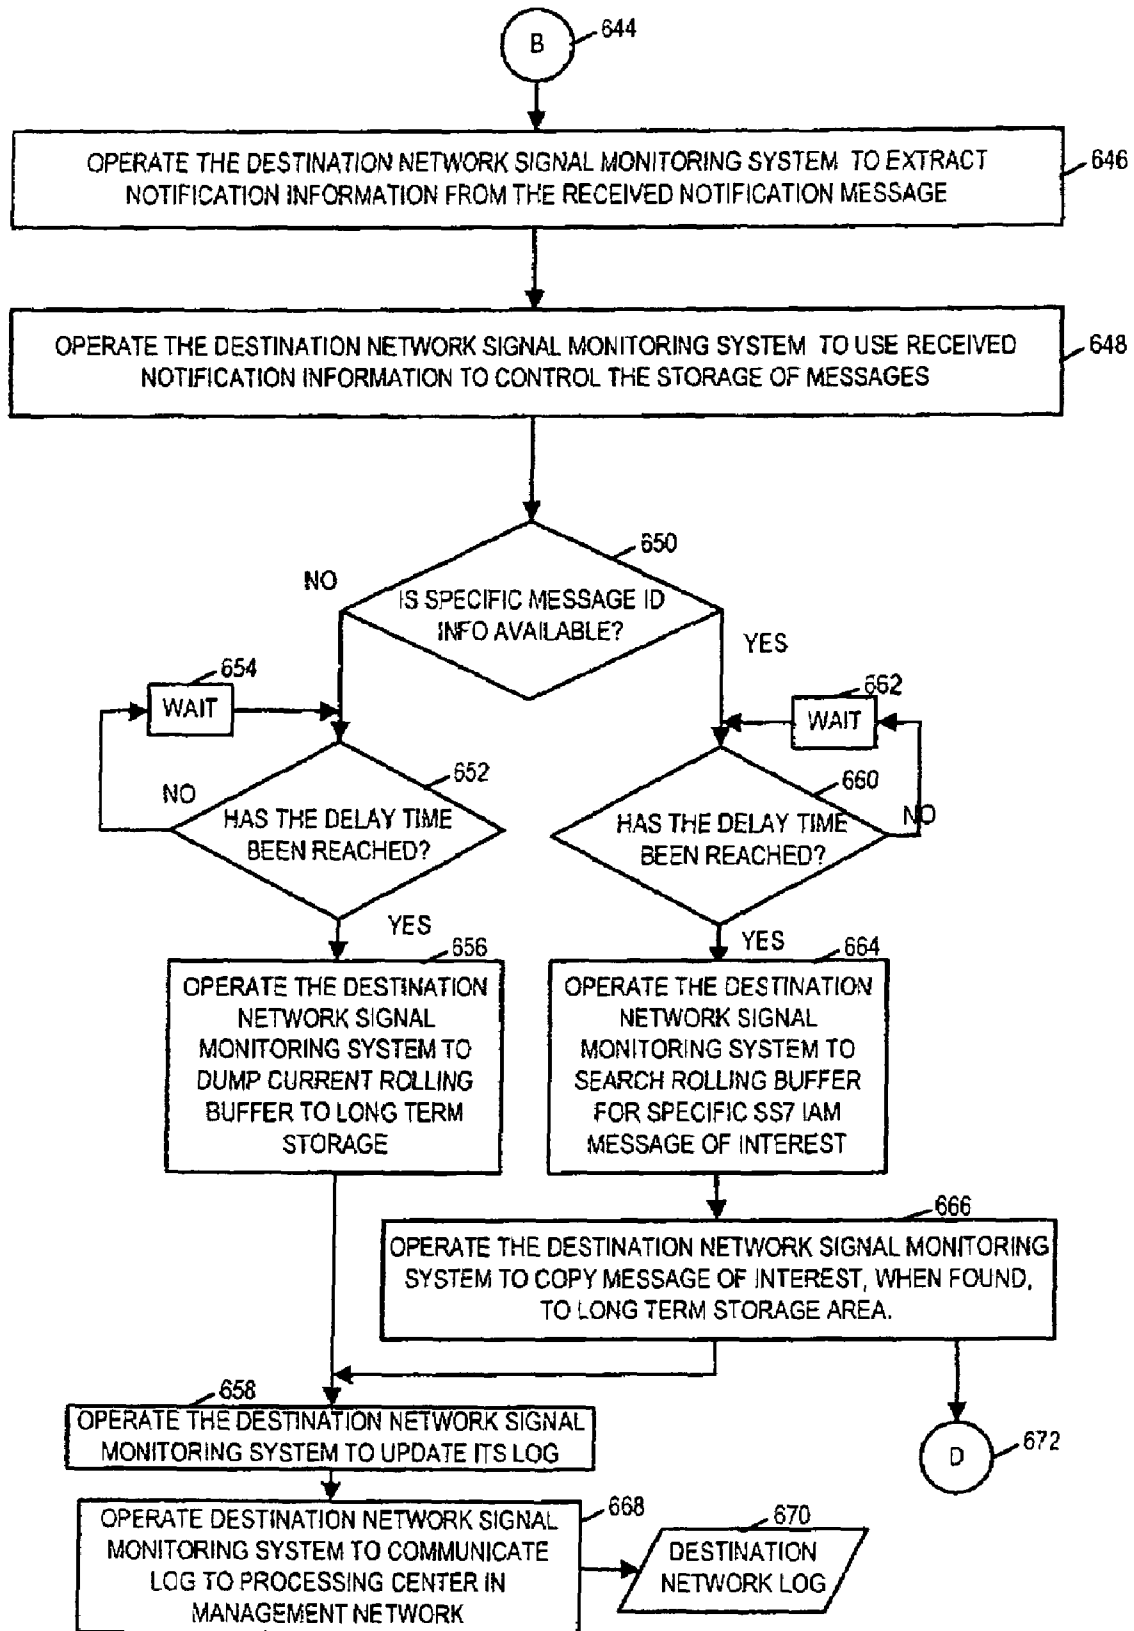 B
644
OPERATE THE DESTINATION NETWORK SIGNAL MONITORING SYSTEM TO EXTRACT
NOTIFICATION INFORMATION FROM THE RECEIVED NOTIFICATION MESSAGE
646
OPERATE THE DESTINATION NETWORK SIGNAL MONITORING SYSTEM TO USE RECEIVED
NOTIFICATION INFORMATION TO CONTROL THE STORAGE OF MESSAGES
648
650
NO
IS SPECIFIC MESSAGE ID
INFO AVAILABLE?
YES
654
WAIT
662
WAIT
652
NO
HAS THE DELAY TIME
BEEN REACHED?
660
NO
HAS THE DELAY TIME
BEEN REACHED?
YES
656
OPERATE THE DESTINATION
NETWORK SIGNAL
MONITORING SYSTEM TO
DUMP CURRENT ROLLING
BUFFER TO LONG TERM
STORAGE
YES
664
OPERATE THE DESTINATION
NETWORK SIGNAL
MONITORING SYSTEM TO
SEARCH ROLLING BUFFER
FOR SPECIFIC SS7 IAM
MESSAGE OF INTEREST
666
OPERATE THE DESTINATION NETWORK SIGNAL MONITORING
SYSTEM TO COPY MESSAGE OF INTEREST, WHEN FOUND,
TO LONG TERM STORAGE AREA.
658
OPERATE THE DESTINATION NETWORK SIGNAL
MONITORING SYSTEM TO UPDATE ITS LOG
D
672
668
OPERATE DESTINATION NETWORK SIGNAL
MONITORING SYSTEM TO COMMUNICATE
LOG TO PROCESSING CENTER IN
MANAGEMENT NETWORK
670
DESTINATION
NETWORK LOG